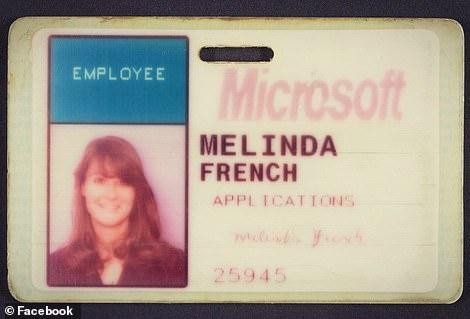 EMPLOYEE
Microsoft
MELINDA
FRENCH
APPLICATIONS
Melinda French
25945
© Facebook